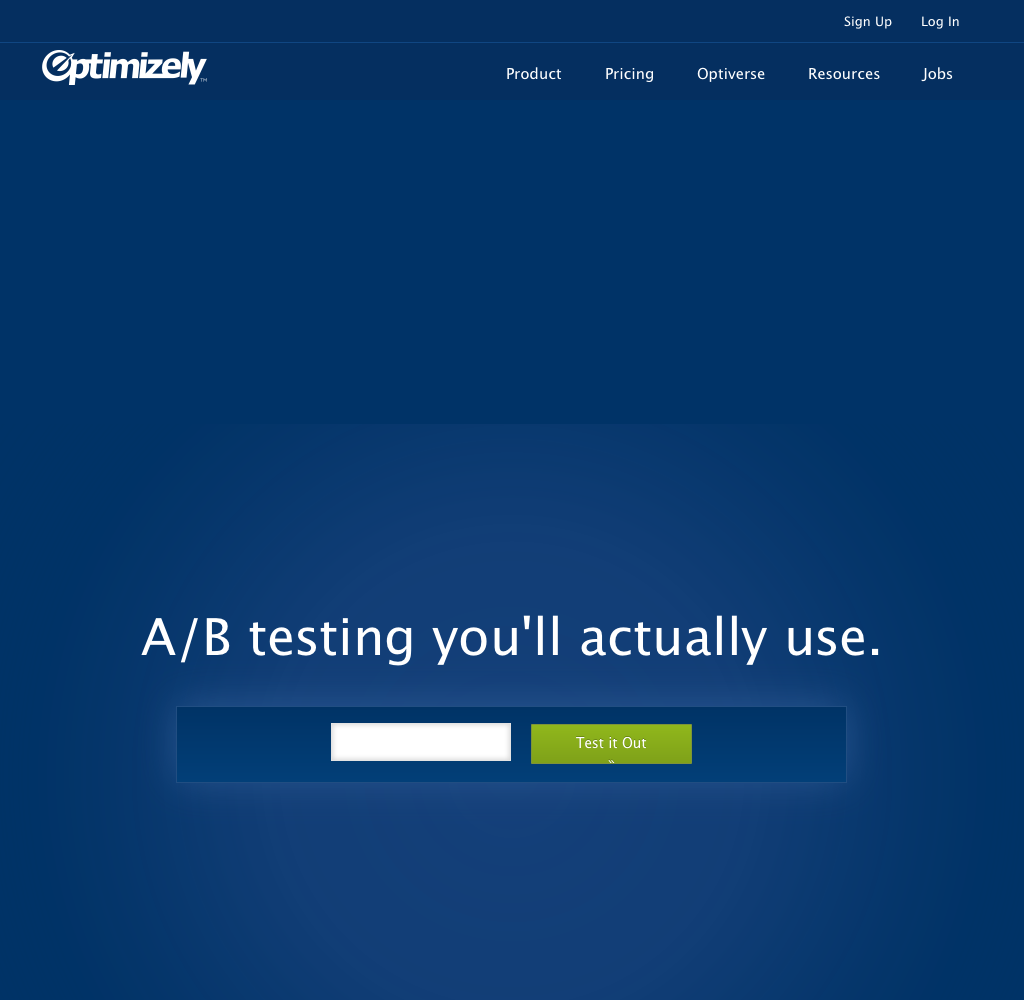 Sign Up Log In
Optimizely™
Product Pricing Optiverse Resources Jobs
A/B testing you'll actually use.
Test it Out
»